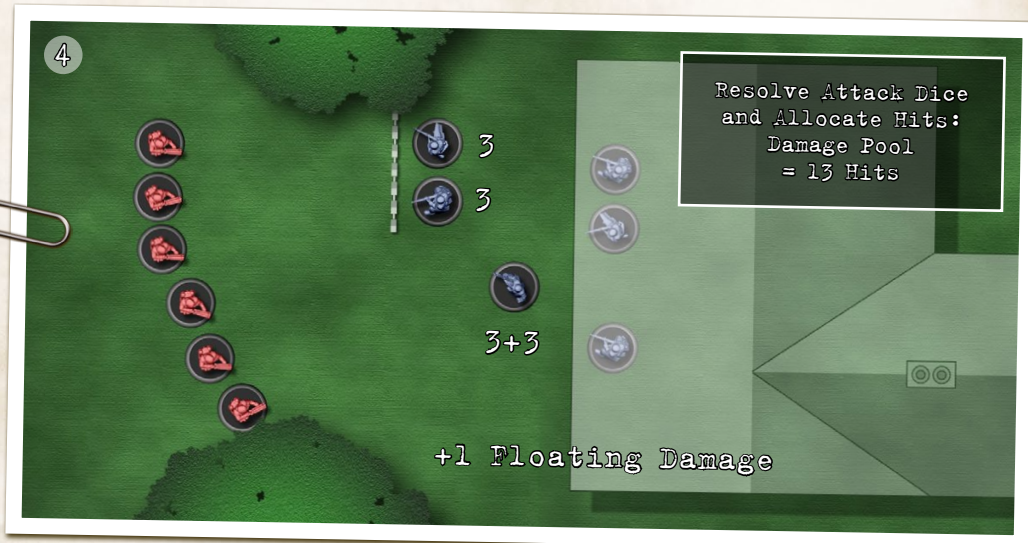 4
Resolve Attack Dice
and Allocate Hits:
Damage Pool
= 13 Hits
3
3
3+3
+1 Floating Damage